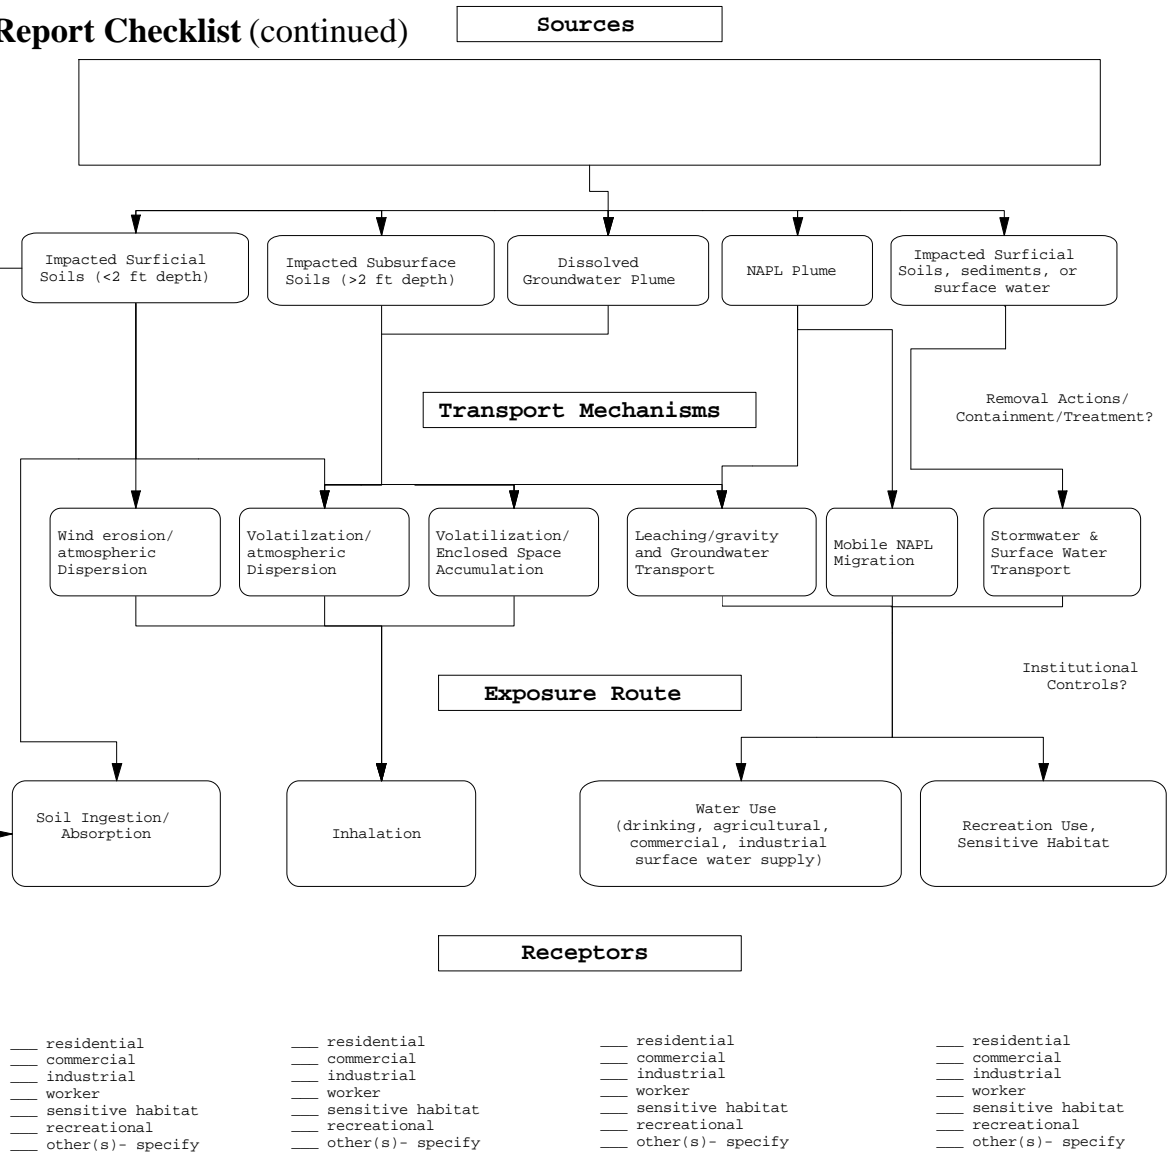 Report Checklist (continued)
Sources
Impacted Surficial
Soils (<2 ft depth)
Impacted Subsurface
Soils (>2 ft depth)
Dissolved
Groundwater Plume
NAPL Plume
Impacted Surficial
Soils, sediments, or
surface water
Transport Mechanisms
Removal Actions/
Containment/Treatment?
Wind erosion/
atmospheric
Dispersion
Volatilzation/
atmospheric
Dispersion
Volatilization/
Enclosed Space
Accumulation
Leaching/gravity
and Groundwater
Transport
Mobile NAPL
Migration
Stormwater &
Surface Water
Transport
Institutional
Controls?
Exposure Route
Soil Ingestion/
Absorption
Inhalation
Water Use
(drinking, agricultural,
commercial, industrial
surface water supply)
Recreation Use,
Sensitive Habitat
Receptors
___ residential
___ commercial
___ industrial
___ worker
___ sensitive habitat
___ recreational
___ other(s)- specify
___ residential
___ commercial
___ industrial
___ worker
___ sensitive habitat
___ recreational
___ other(s)- specify
___ residential
___ commercial
___ industrial
___ worker
___ sensitive habitat
___ recreational
___ other(s)- specify
___ residential
___ commercial
___ industrial
___ worker
___ sensitive habitat
___ recreational
___ other(s)- specify